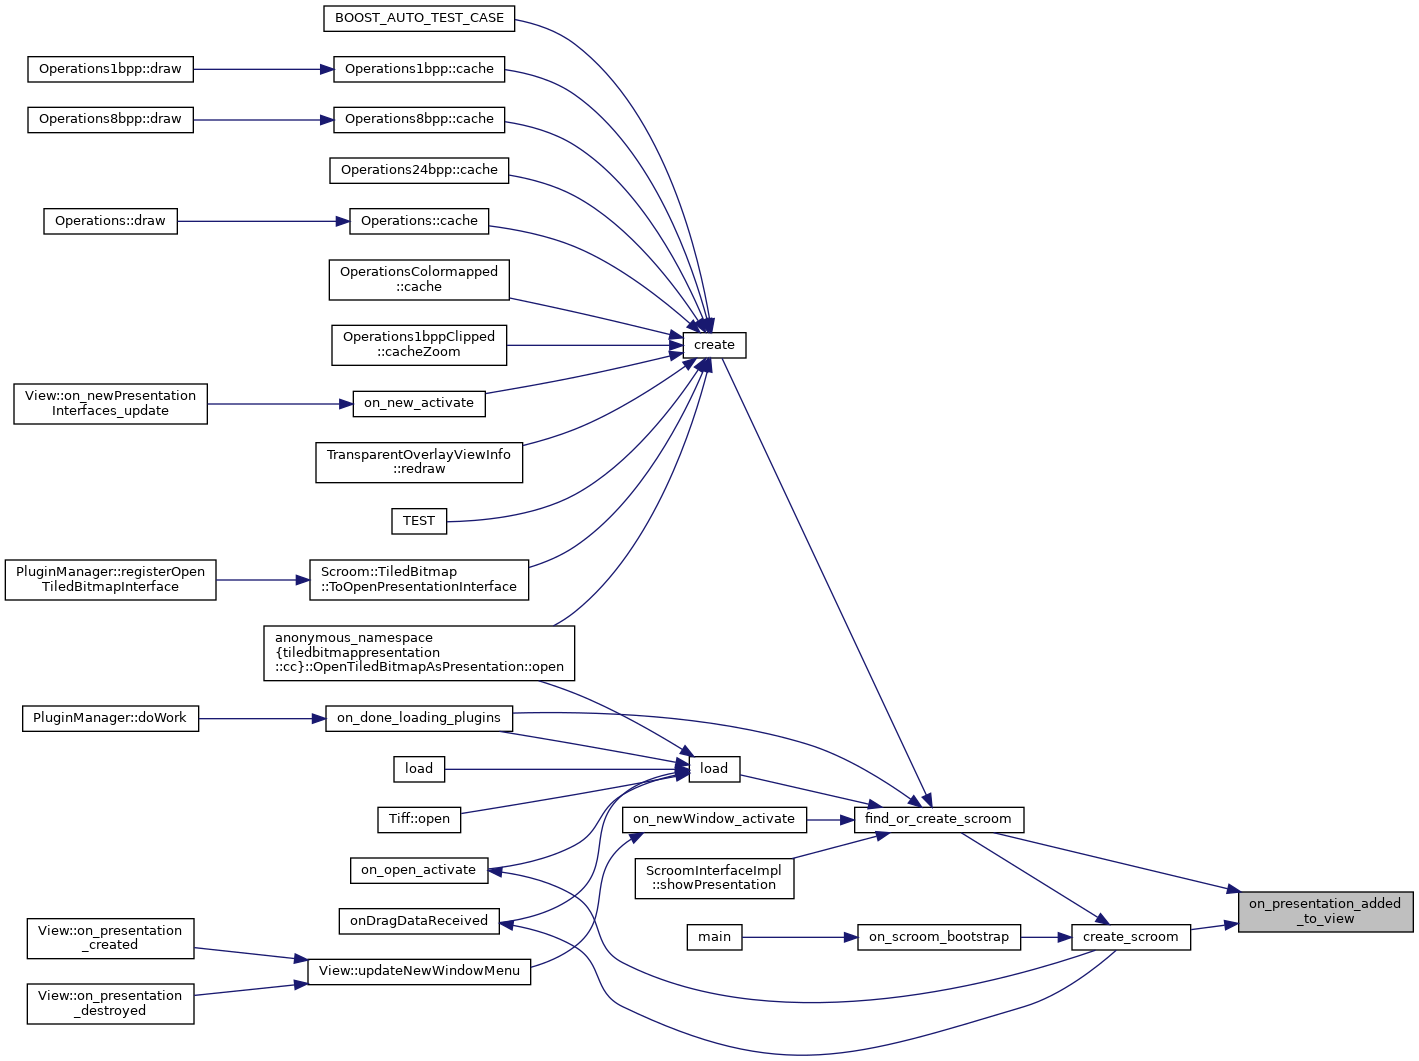 BOOST_AUTO_TEST_CASE
Operations1bpp::draw
Operations1bpp::cache
Operations8bpp::draw
Operations8bpp::cache
Operations24bpp::cache
Operations::draw
Operations::cache
OperationsColormapped
::cache
Operations1bppClipped
::cacheZoom
create
View::on_newPresentation
Interfaces_update
on_new_activate
TransparentOverlayViewInfo
::redraw
TEST
PluginManager::registerOpen
TiledBitmapInterface
Scroom::TiledBitmap
::ToOpenPresentationInterface
anonymous_namespace
{tiledbitmappresentation
::cc}::OpenTiledBitmapAsPresentation::open
PluginManager::doWork
on_done_loading_plugins
load
load
Tiff::open
on_newWindow_activate
find_or_create_scroom
on_open_activate
ScroomInterfaceImpl
::showPresentation
on_presentation_added
_to_view
onDragDataReceived
View::on_presentation
_created
main
on_scroom_bootstrap
create_scroom
View::updateNewWindowMenu
View::on_presentation
_destroyed